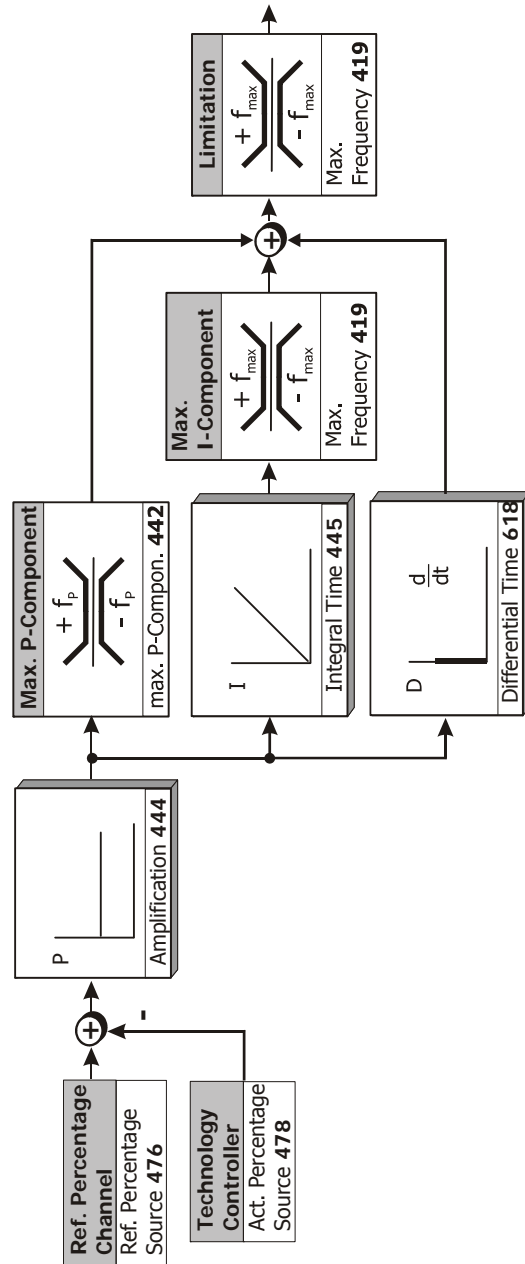 Ref. Percentage
Channel
Ref. Percentage
Source 476
Technology
Controller
Act. Percentage
Source 478
+
-
P
Amplification 444
Max. P-Component
+ fP
- fP
max. P-Compon. 442
I
Integral Time 445
D
d
dt
Differential Time 618
Max.
I-Component
+ fmax
- fmax
Max.
Frequency 419
+
Limitation
+ fmax
- fmax
Max.
Frequency 419